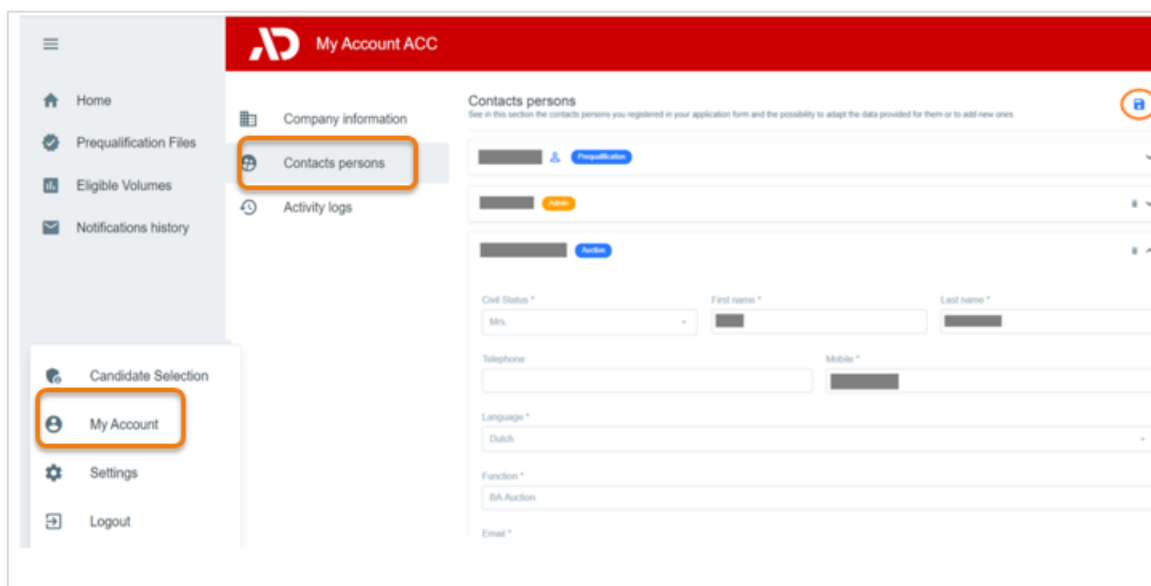 My Account ACC
Home
Prequalification Files
Eligible Volumes
Notifications history
Candidate Selection
My Account
Settings
Logout
Company information
Contacts persons
Activity logs
Contacts persons
See in this section the contacts persons you registered in your application form and the possibility to adapt the data provided for them or to add new ones
Prequalification
Admin
Auction
Civil Status * First name * Last name *
Mrs.
Telephone Mobile *
Language *
Dutch
Function *
BA Auction
Email *